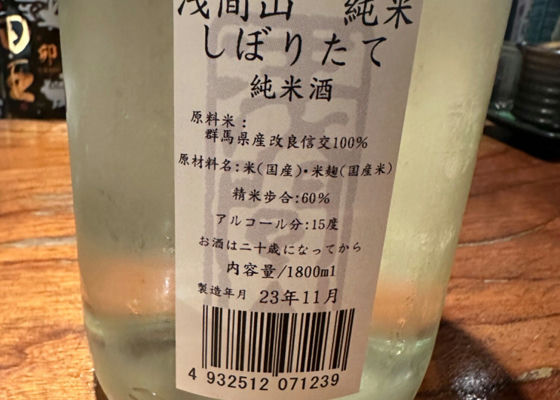 浅間山 純米
しぼりたて
純米酒
原料米：
群馬県産改良信交100%
原材料名:米(国産)・米麹(国産米)
精米歩合:60%
アルコール分:15度
お酒は二十歳になってから
内容量/1800ml
製造年月 23年11月
4 932512 071239